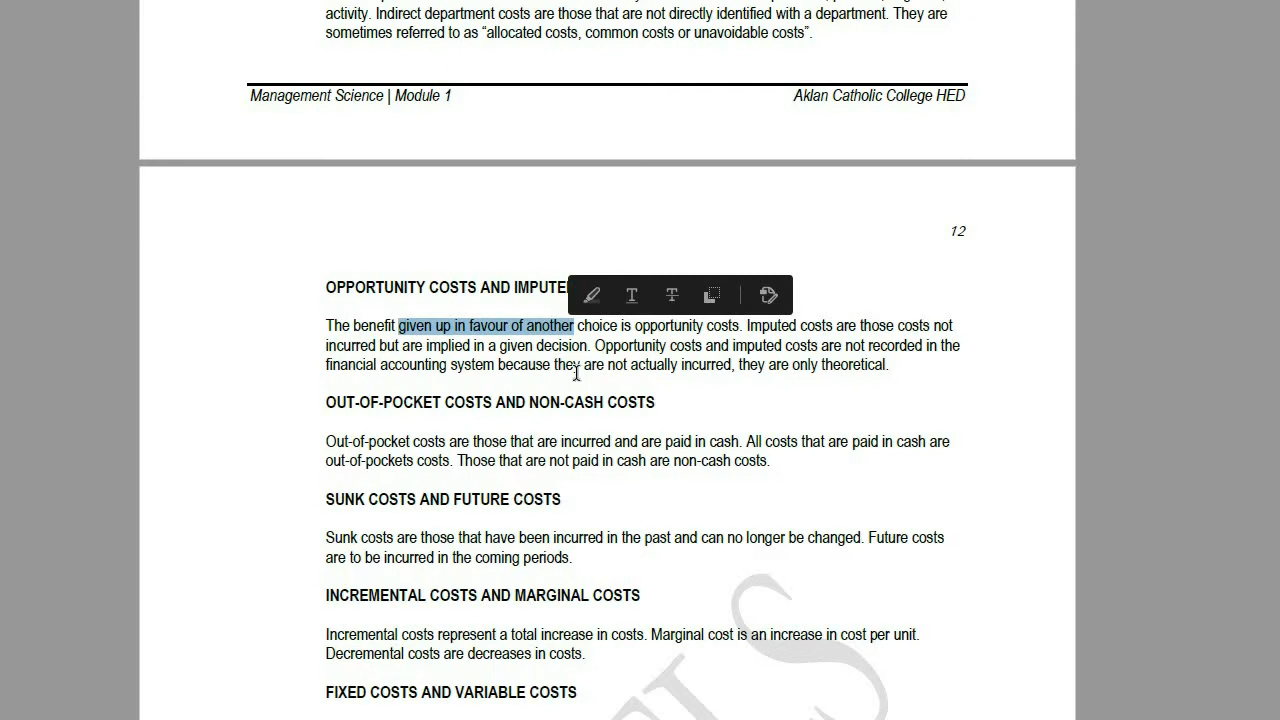 activity. Indirect department costs are those that are not directly identified with a department. They are
sometimes referred to as “allocated costs, common costs or unavoidable costs”.
Management Science | Module 1 Aklan Catholic College HED
12
OPPORTUNITY COSTS AND IMPUTE
The benefit given up in favour of another choice is opportunity costs. Imputed costs are those costs not
incurred but are implied in a given decision. Opportunity costs and imputed costs are not recorded in the
financial accounting system because they are not actually incurred, they are only theoretical.
OUT-OF-POCKET COSTS AND NON-CASH COSTS
Out-of-pocket costs are those that are incurred and are paid in cash. All costs that are paid in cash are
out-of-pockets costs. Those that are not paid in cash are non-cash costs.
SUNK COSTS AND FUTURE COSTS
Sunk costs are those that have been incurred in the past and can no longer be changed. Future costs
are to be incurred in the coming periods.
INCREMENTAL COSTS AND MARGINAL COSTS
Incremental costs represent a total increase in costs. Marginal cost is an increase in cost per unit.
Decremental costs are decreases in costs.
FIXED COSTS AND VARIABLE COSTS